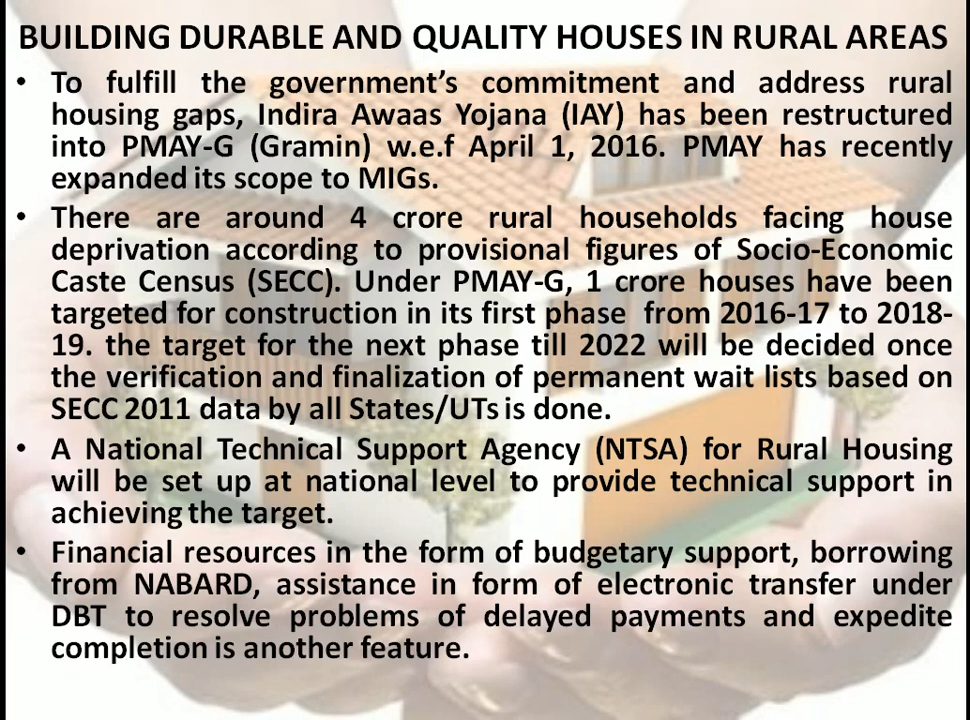 BUILDING DURABLE AND QUALITY HOUSES IN RURAL AREAS
• To fulfill the government's commitment and address rural
housing gaps, Indira Awaas Yojana (IAY) has been restructured
into PMAY-G (Gramin) w.e.f April 1, 2016. PMAY has recently
expanded its scope to MIGs.
• There are around 4 crore rural households facing house
deprivation according to provisional figures of Socio-Economic
Caste Census (SECC). Under PMAY-G, 1 crore houses have been
targeted for construction in its first phase from 2016-17 to 2018-
19. the target for the next phase till 2022 will be decided once
the verification and finalization of permanent wait lists based on
SECC 2011 data by all States/UTs is done.
• A National Technical Support Agency (NTSA) for Rural Housing
will be set up at national level to provide technical support in
achieving the target.
• Financial resources in the form of budgetary support, borrowing
from NABARD, assistance in form of electronic transfer under
DBT to resolve problems of delayed payments and expedite
completion is another feature.